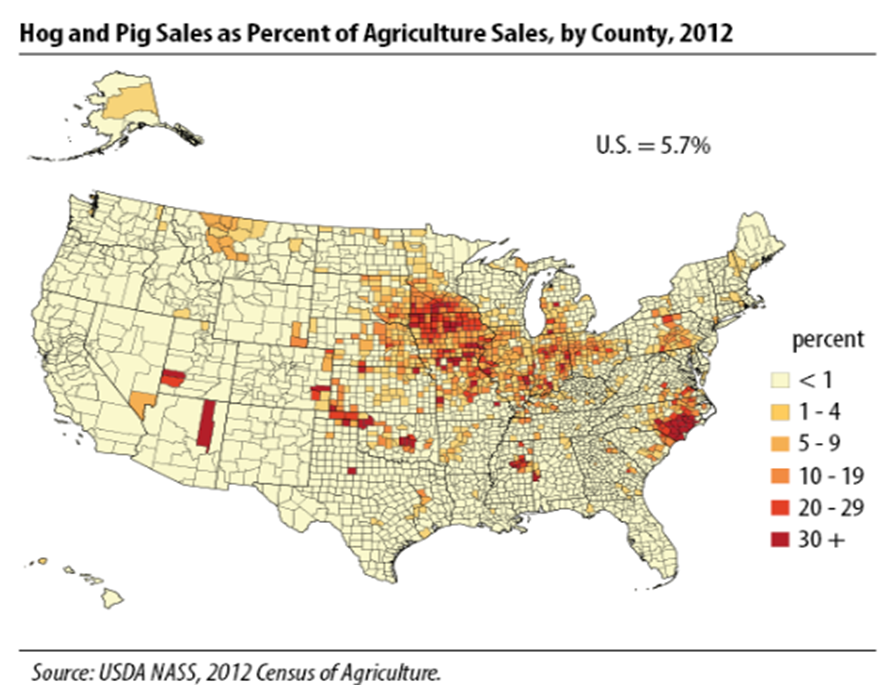 Hog and Pig Sales as Percent of Agriculture Sales, by County, 2012
U.S. = 5.7%
percent
< 1
1 - 4
5 - 9
10 - 19
20 - 29
30 +
Source: USDA NASS, 2012 Census of Agriculture.